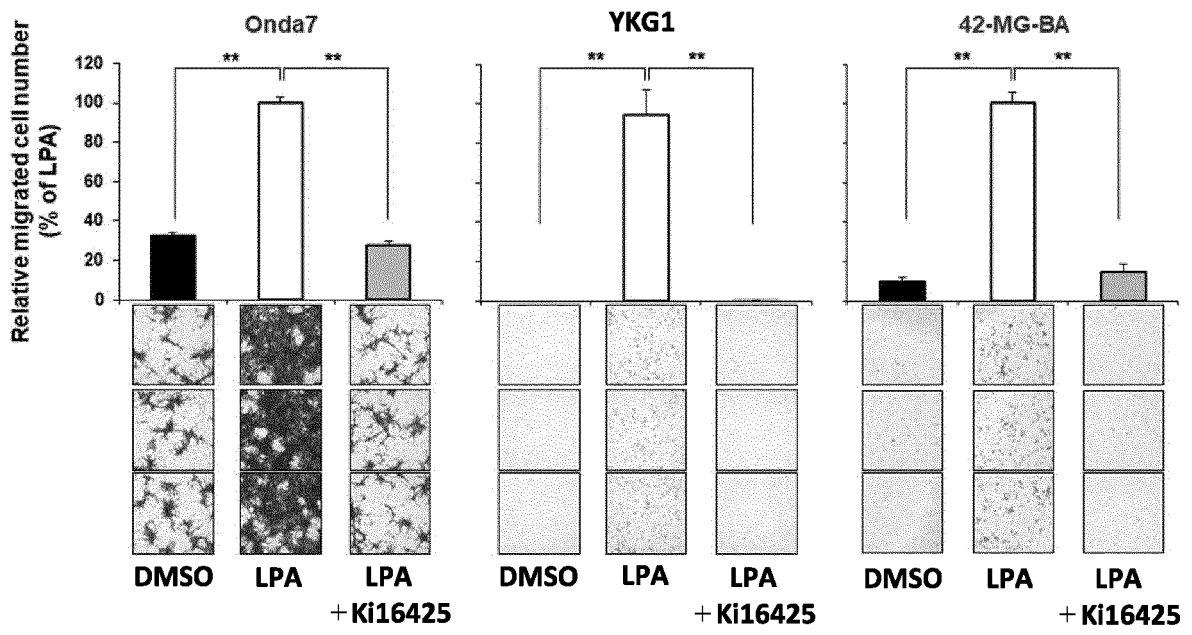 Onda7
YKG1
42-MG-BA
Relative migrated cell number
(% of LPA)
120
100
80
60
40
20
0
** **
** **
** **
DMSO LPA LPA
+Ki16425
DMSO LPA LPA
+Ki16425
DMSO LPA LPA
+Ki16425